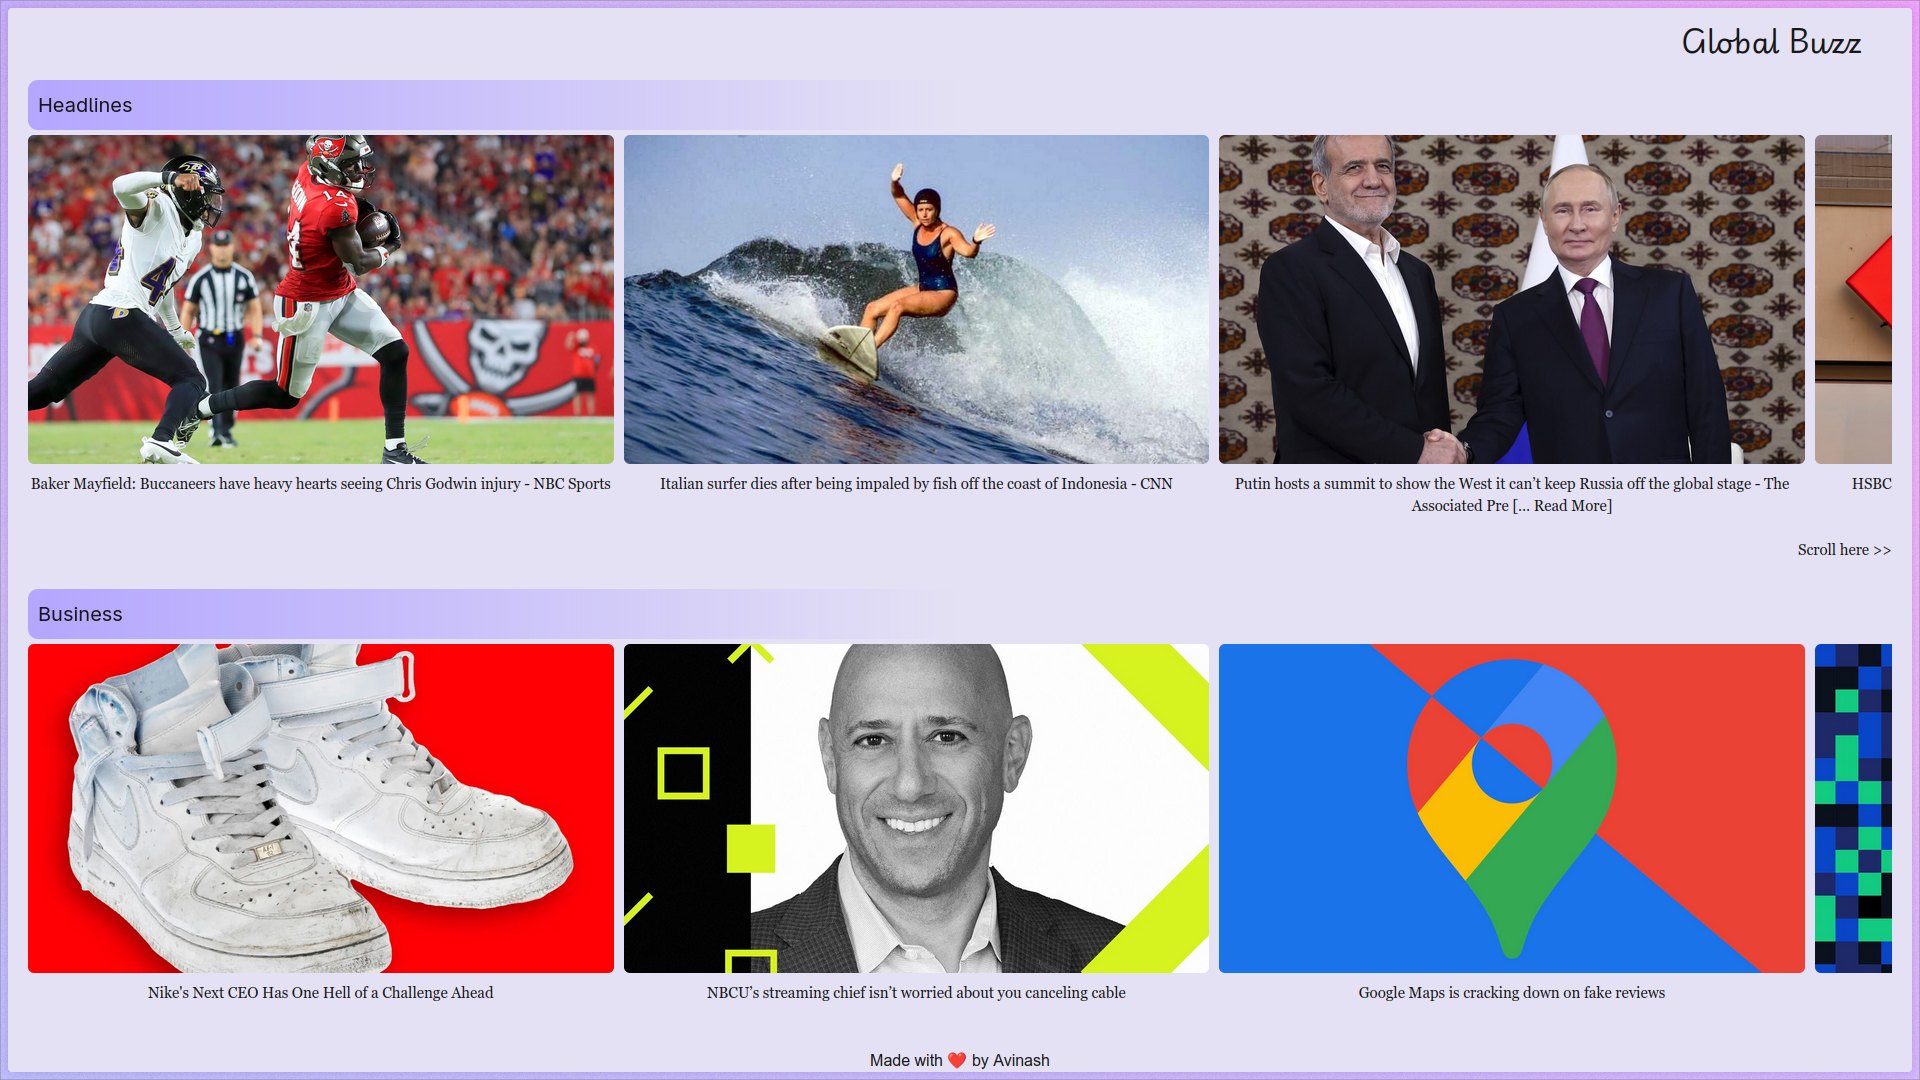 Global Buzz
Headlines
14
4
Baker Mayfield: Buccaneers have heavy hearts seeing Chris Godwin injury - NBC Sports
Italian surfer dies after being impaled by fish off the coast of Indonesia - CNN
Putin hosts a summit to show the West it can’t keep Russia off the global stage - The
Associated Pre [... Read More]
HSBC
Scroll here >>
Business
Nike's Next CEO Has One Hell of a Challenge Ahead
NBCU’s streaming chief isn’t worried about you canceling cable
Google Maps is cracking down on fake reviews
Made with ❤️ by Avinash